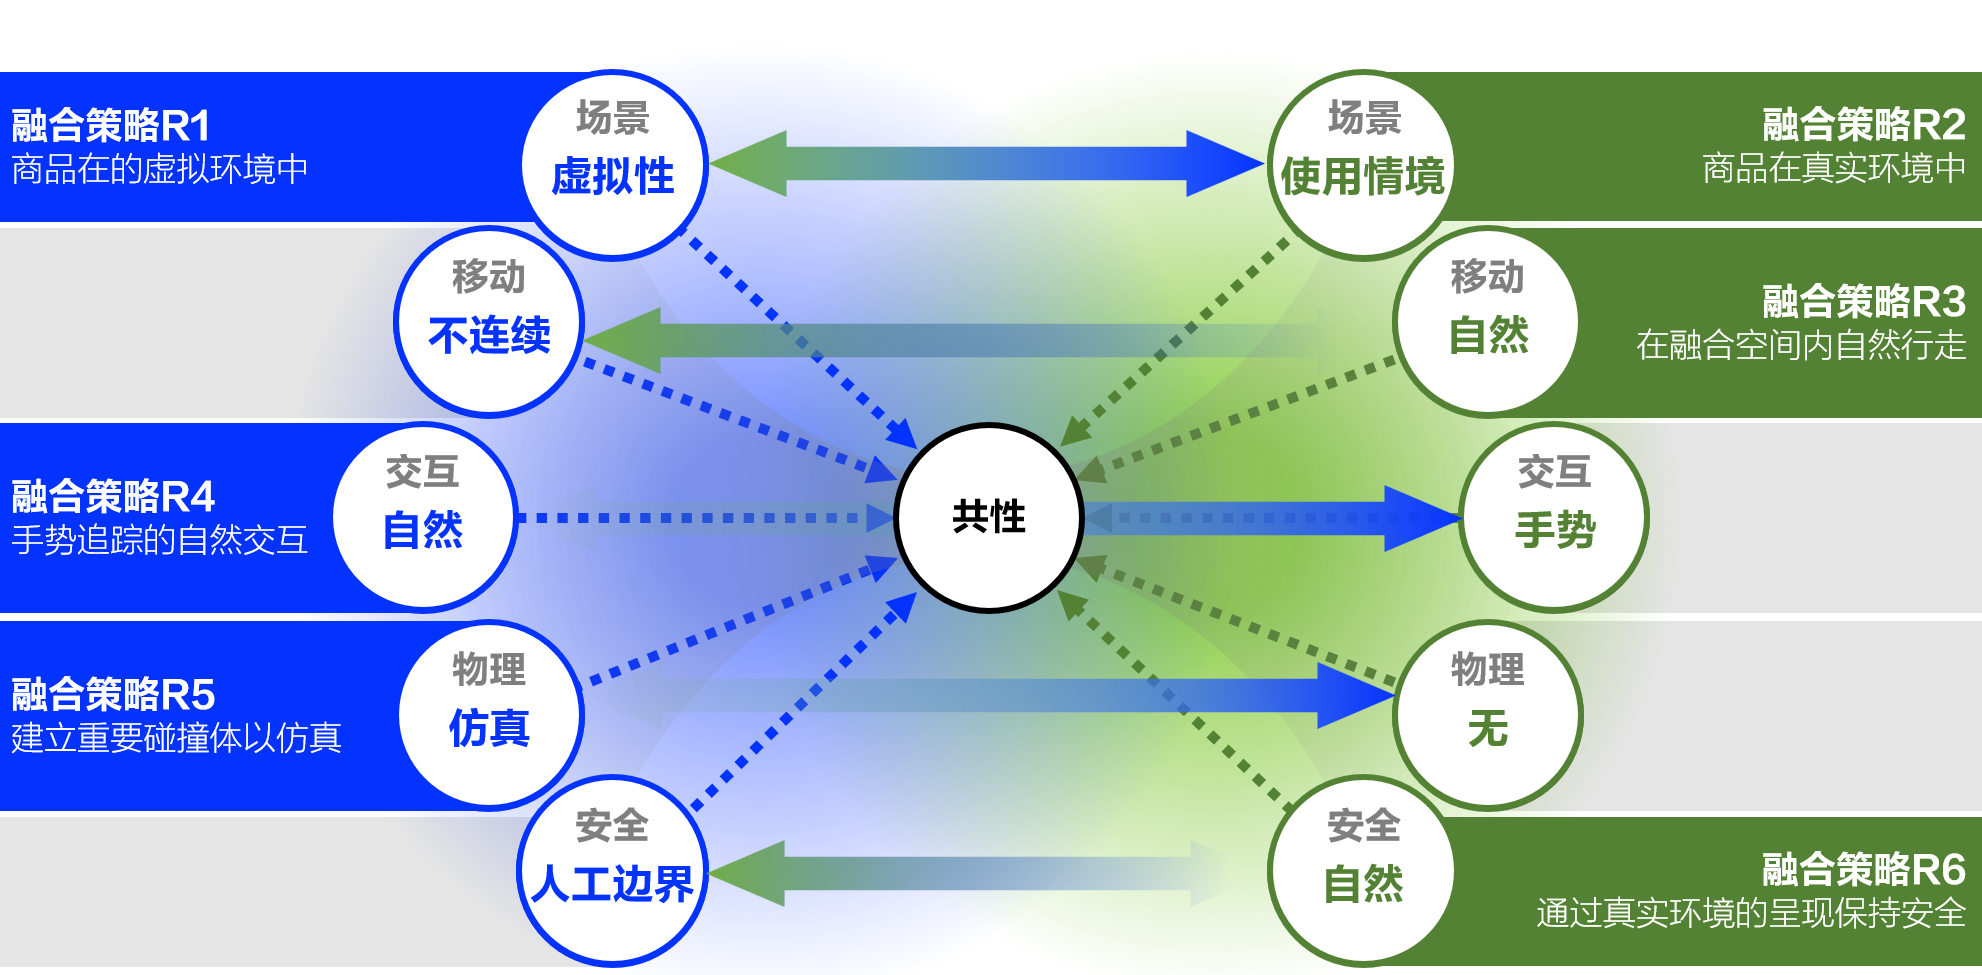 融合策略R1
商品在的虚拟环境中
场景
虚拟性
场景
使用情境
融合策略R2
商品在真实环境中
移动
不连续
移动
自然
融合策略R3
在融合空间内自然行走
融合策略R4
手势追踪的自然交互
交互
自然
共性
交互
手势
融合策略R5
建立重要碰撞体以仿真
物理
仿真
物理
无
安全
人工边界
安全
自然
融合策略R6
通过真实环境的呈现保持安全